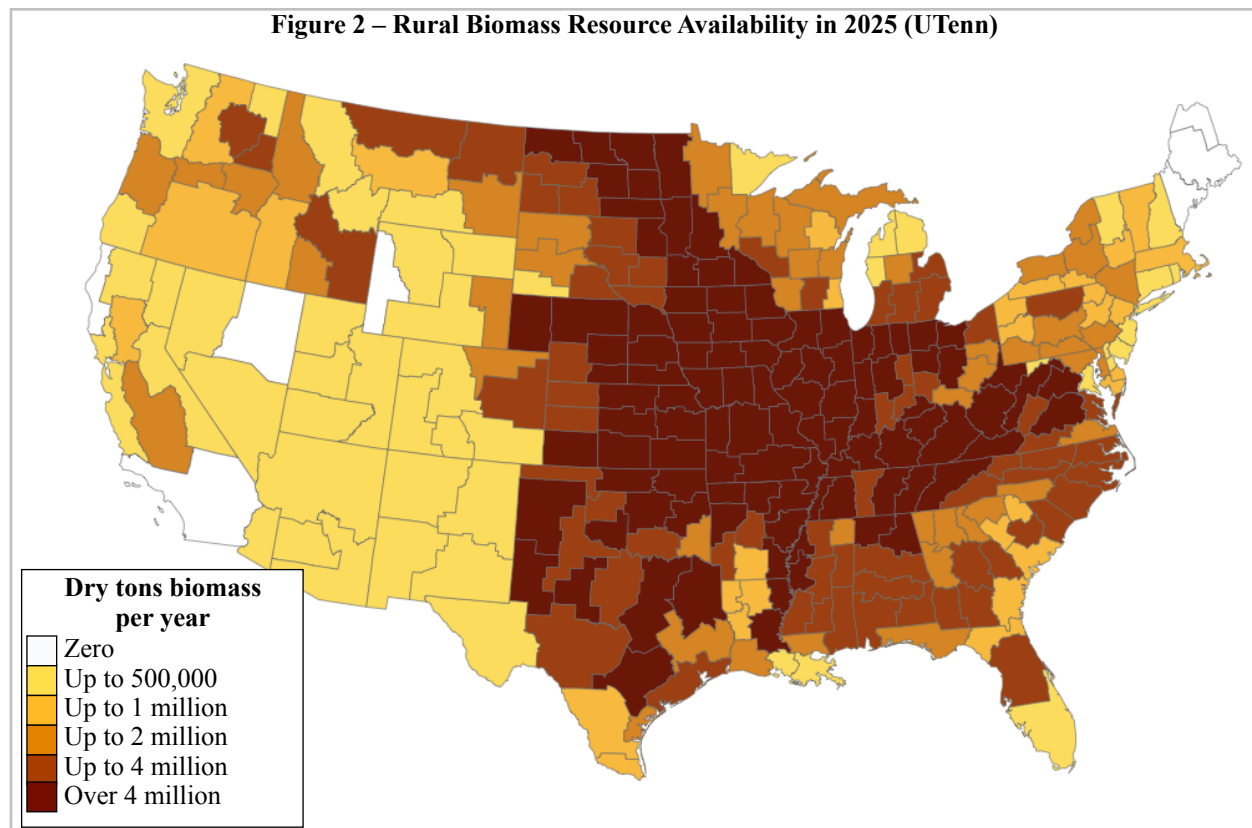 Figure 2 – Rural Biomass Resource Availability in 2025 (UTenn)
Dry tons biomass
per year
Zero
Up to 500,000
Up to 1 million
Up to 2 million
Up to 4 million
Over 4 million